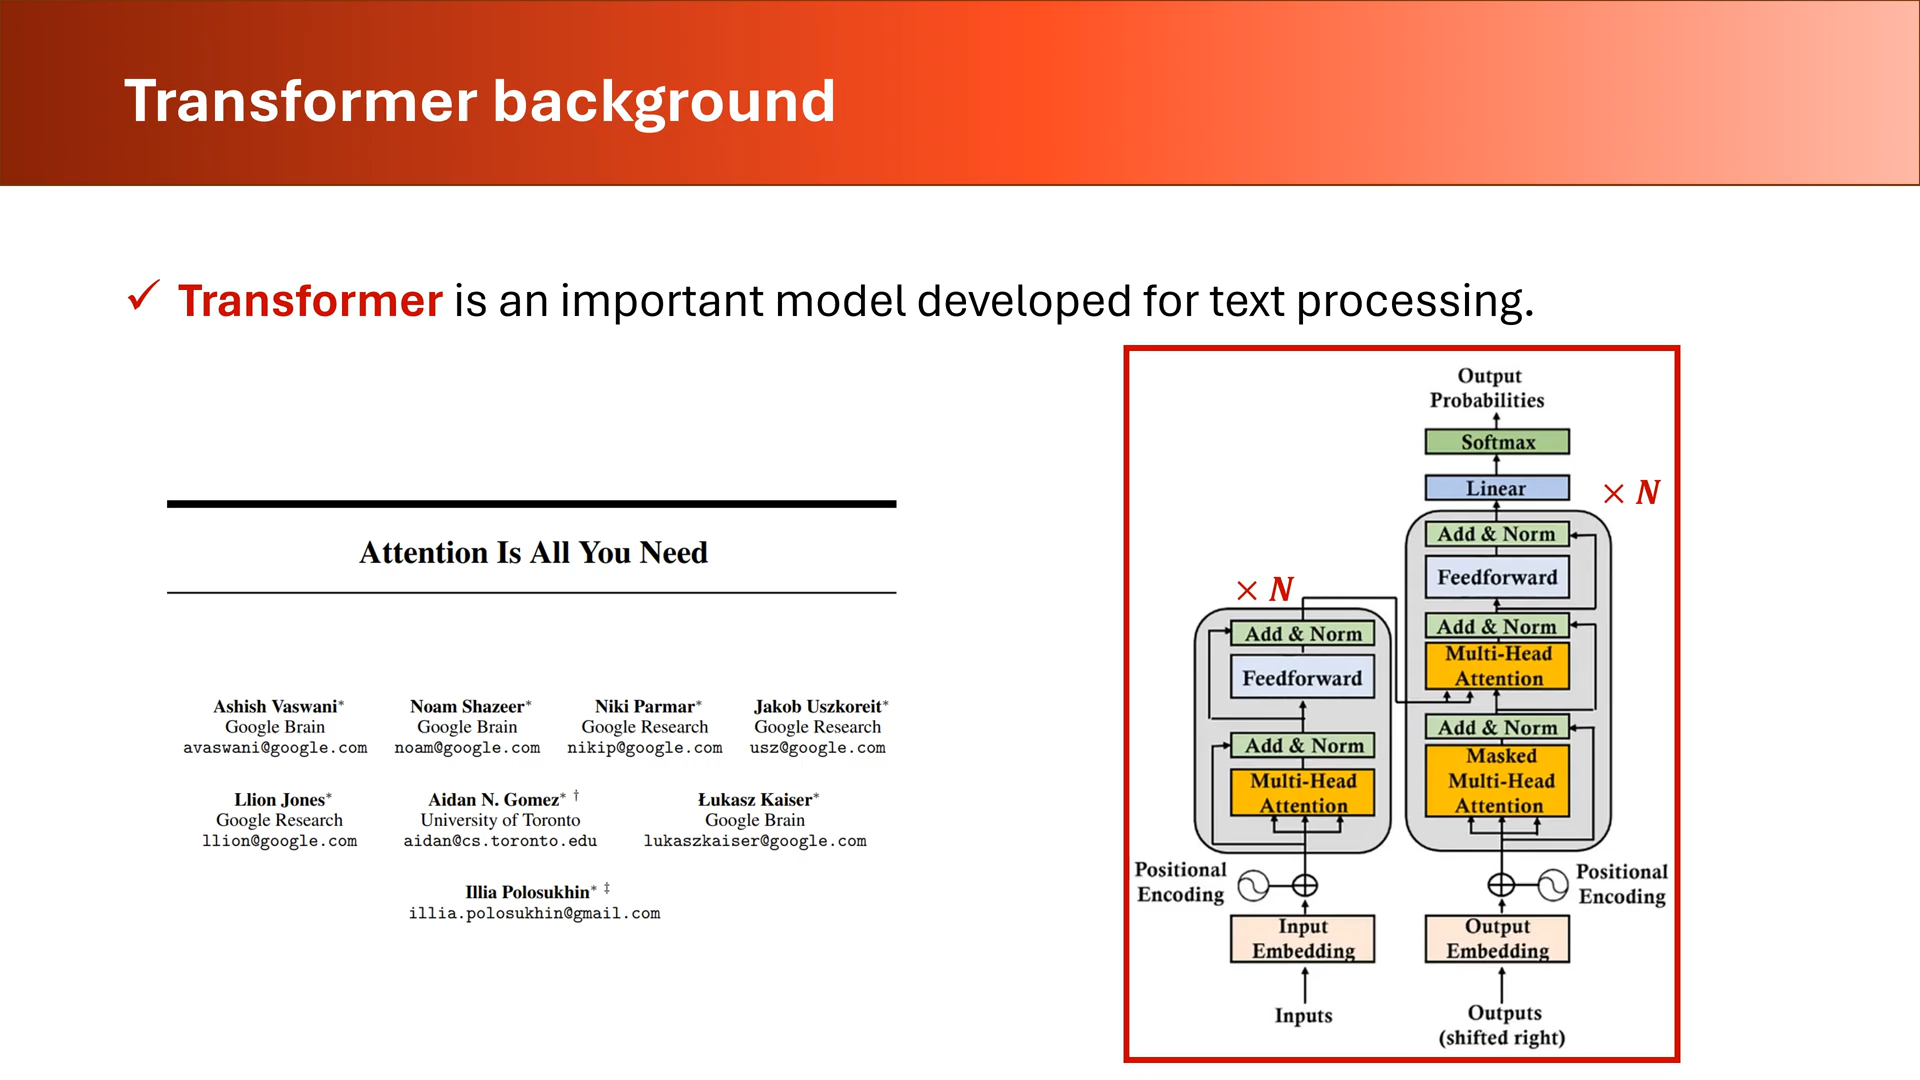 Transformer background
✓ Transformer is an important model developed for text processing.
Attention Is All You Need
Ashish Vaswani* Noam Shazeer* Niki Parmar* Jakob Uszkoreit*
Google Brain Google Brain Google Research Google Research
avaswani@google.com noam@google.com nikip@google.com usz@google.com
Llion Jones* Aidan N. Gomez* † Łukasz Kaiser*
Google Research University of Toronto Google Brain
llion@google.com aidan@cs.toronto.edu lukaszkaiser@google.com
Illia Polosukhin* ‡
illia.polosukhin@gmail.com
Output
Probabilities
Softmax
Linear
× N
Add & Norm
Feedforward
Add & Norm
Multi-Head
Attention
Add & Norm
Masked
Multi-Head
Attention
× N
Add & Norm
Feedforward
Add & Norm
Multi-Head
Attention
Positional
Encoding
Positional
Encoding
Input
Embedding
Output
Embedding
Inputs
Outputs
(shifted right)